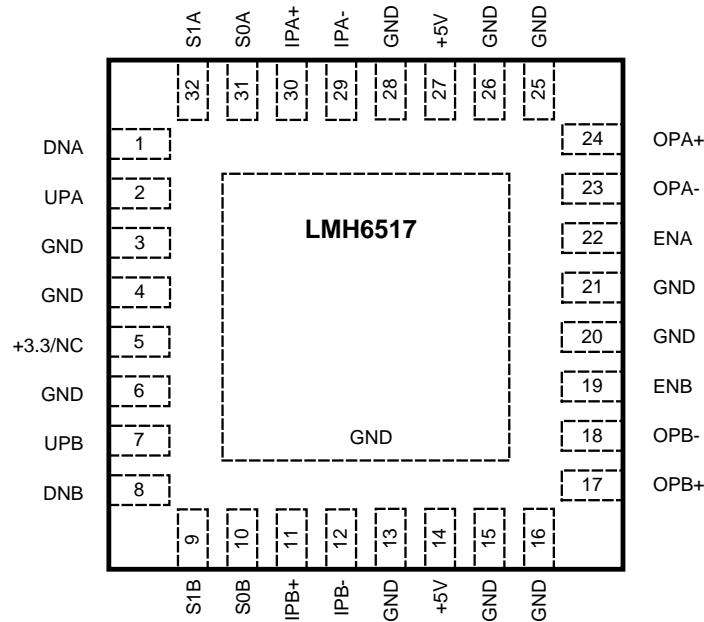 S1A
S0A
IPA+
IPA-
GND
+5V
GND
GND
32
31
30
29
28
27
26
25
DNA 1
UPA 2
GND 3
GND 4
+3.3/NC 5
GND 6
UPB 7
DNB 8
LMH6517
GND
24 OPA+
23 OPA-
22 ENA
21 GND
20 GND
19 ENB
18 OPB-
17 OPB+
9
10
11
12
13
14
15
16
S1B
S0B
IPB+
IPB-
GND
+5V
GND
GND